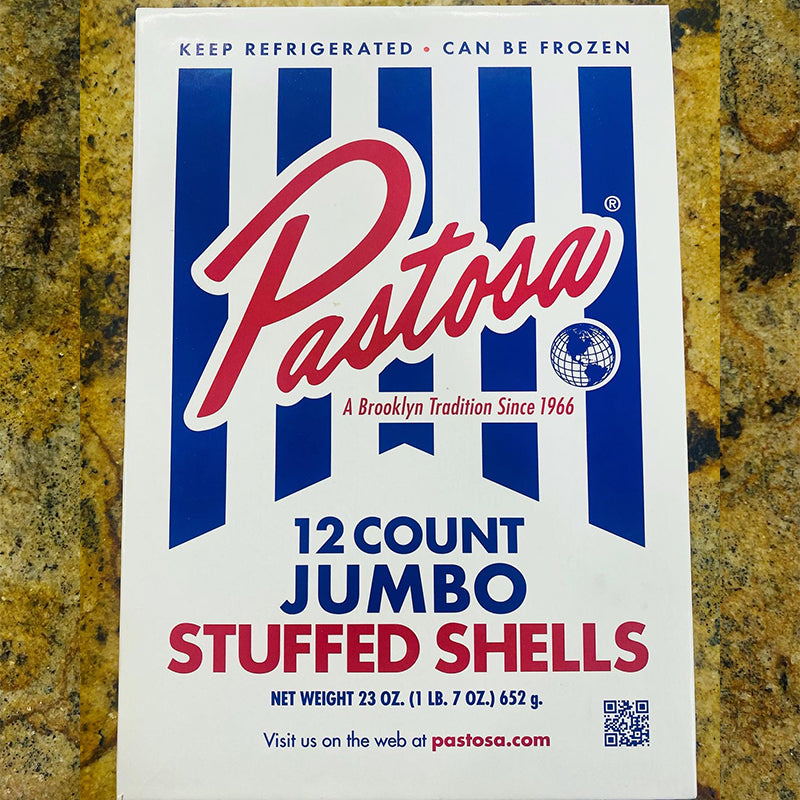 KEEP REFRIGERATED • CAN BE FROZEN
Pastosa®
A Brooklyn Tradition Since 1966
12 COUNT
JUMBO
STUFFED SHELLS
NET WEIGHT 23 OZ. (1 LB. 7 OZ.) 652 g.
Visit us on the web at pastosa.com